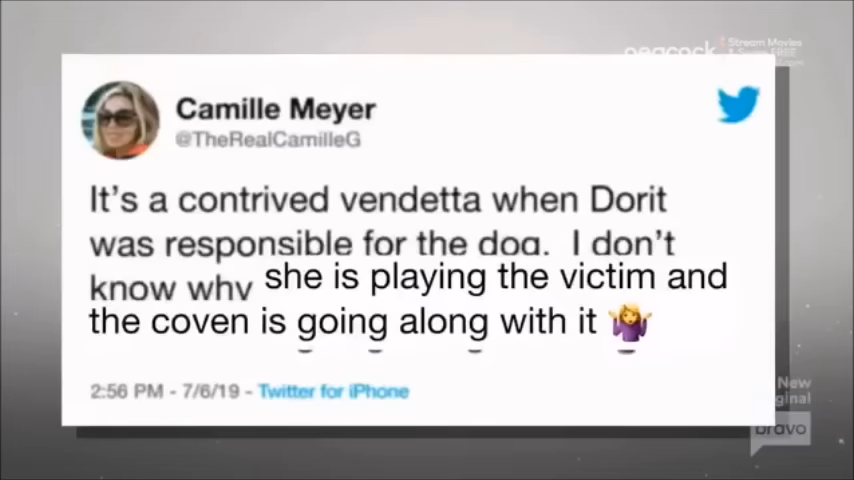 peacock
Stream Movies
Camille Meyer
@TheRealCamilleG
It's a contrived vendetta when Dorit
was responsible for the dog. I don't
know why she is playing the victim and
the coven is going along with it 🤷‍♀️
2:56 PM - 7/6/19 - Twitter for iPhone
New
bravo